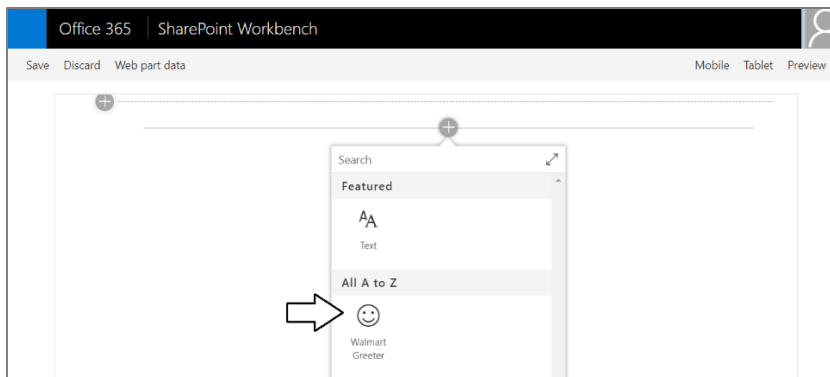 Office 365 SharePoint Workbench
Save Discard Web part data Mobile Tablet Preview
Search
Featured
AA
Text
All A to Z
Walmart
Greeter